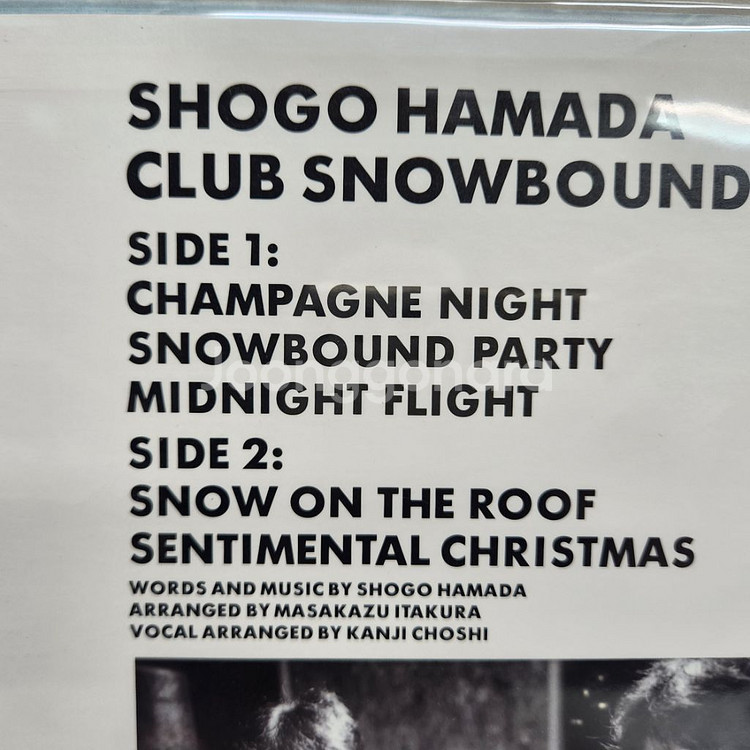 SHOGO HAMADA
CLUB SNOWBOUND
SIDE 1:
CHAMPAGNE NIGHT
SNOWBOUND PARTY
Joonggonara
MIDNIGHT FLIGHT
SIDE 2:
SNOW ON THE ROOF
SENTIMENTAL CHRISTMAS
WORDS AND MUSIC BY SHOGO HAMADA
ARRANGED BY MASAKAZU ITAKURA
VOCAL ARRANGED BY KANJI CHOSHI